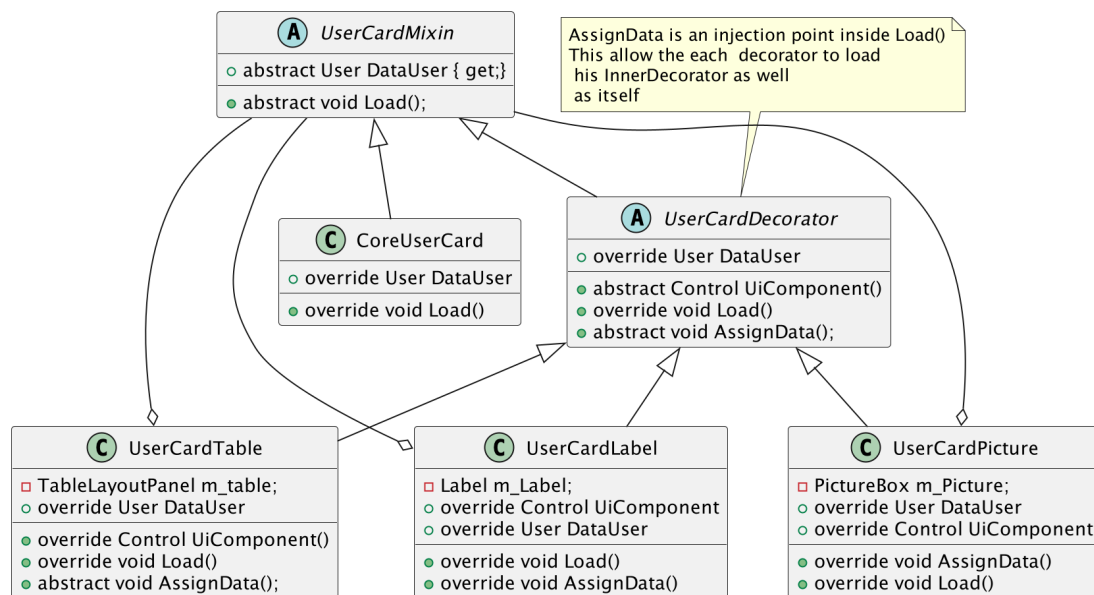 A UserCardMixin
abstract User DataUser { get;}
abstract void Load();
AssignData is an injection point inside Load()
This allow the each  decorator to load
his InnerDecorator as well
as itself
C CoreUserCard
override User DataUser
override void Load()
A UserCardDecorator
override User DataUser
abstract Control UiComponent()
override void Load()
abstract void AssignData();
C UserCardTable
TableLayoutPanel m_table;
override User DataUser
override Control UiComponent()
override void Load()
abstract void AssignData();
C UserCardLabel
Label m_Label;
override Control UiComponent
override User DataUser
override void Load()
override void AssignData()
C UserCardPicture
PictureBox m_Picture;
override User DataUser
override Control UiComponent
override void AssignData()
override void Load()